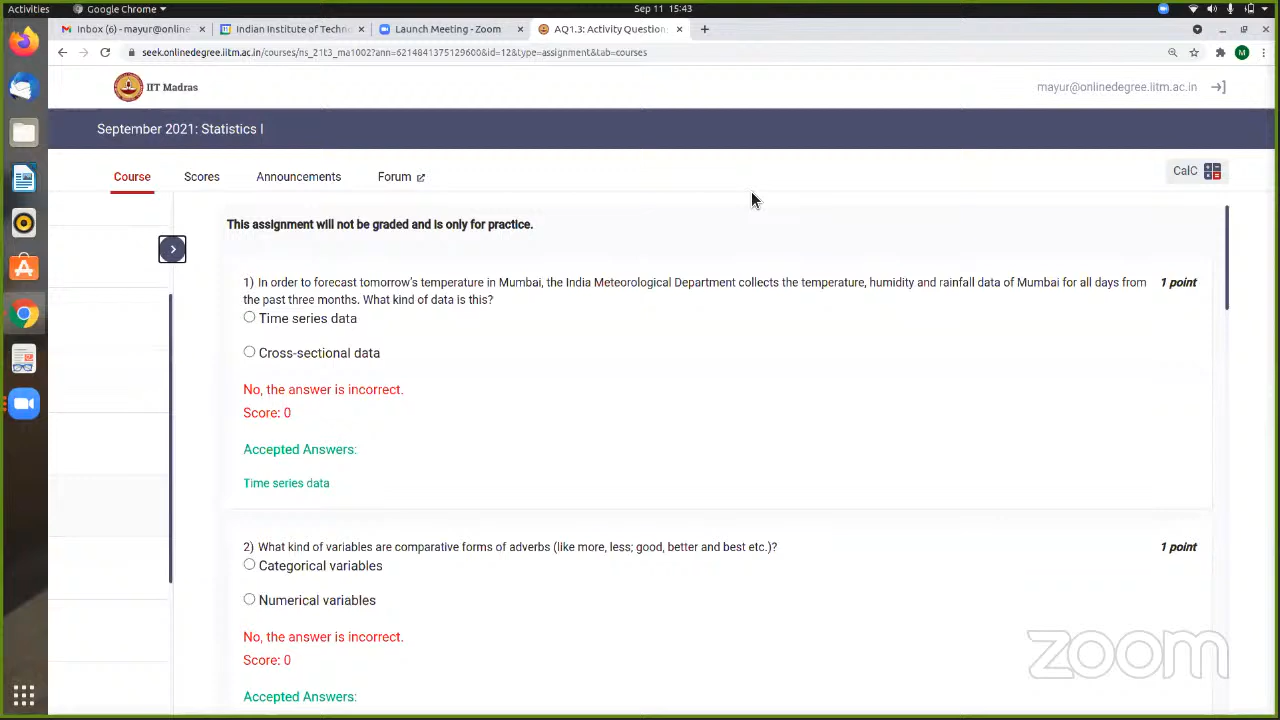 Activities
Google Chrome
Sep 11 15:43
Inbox (6) - mayur@online
Indian Institute of Techn
Launch Meeting - Zoom
AQ1.3: Activity Question
seek.onlinedegree.iitm.ac.in/courses/ns_21t3_ma1002?ann=6214841375129600&id=12&type=assignment&tab=courses
M
IIT Madras
mayur@onlinedegree.iitm.ac.in
September 2021: Statistics I
Course
Scores
Announcements
Forum
CalC
This assignment will not be graded and is only for practice.
1) In order to forecast tomorrow's temperature in Mumbai, the India Meteorological Department collects the temperature, humidity and rainfall data of Mumbai for all days from 1 point
the past three months. What kind of data is this?
Time series data
Cross-sectional data
No, the answer is incorrect.
Score: 0
Accepted Answers:
Time series data
2) What kind of variables are comparative forms of adverbs (like more, less; good, better and best etc.)? 1 point
Categorical variables
Numerical variables
No, the answer is incorrect.
Score: 0
Accepted Answers:
zoom